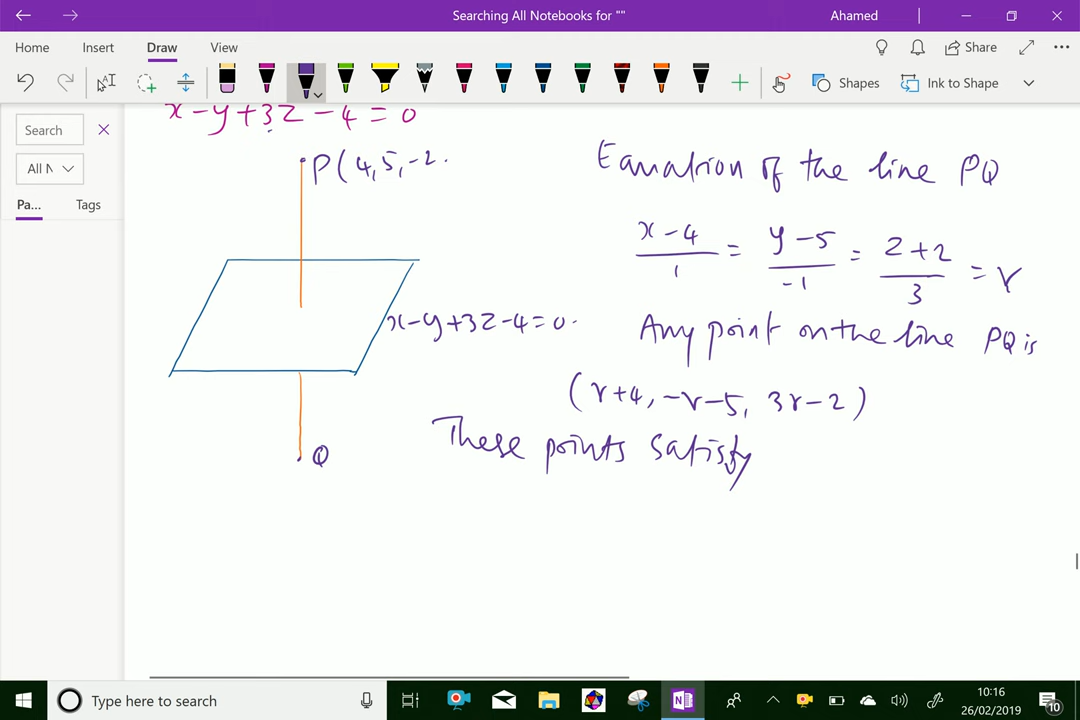 Searching All Notebooks for ""
Ahamed
Home Insert Draw View
Share
Shapes
Ink to Shape
Search
All N
Pa... Tags
x-y+3z-4=0
P(4,5,-2.
x-y+3z-4=0.
Q
Equation of the line PQ
x-4/1 = y-5/-1 = z+2/3 = r
Any point on the line PQ is
(r+4, -r-5, 3r-2)
These points satisfy
Type here to search
10:16
26/02/2019
10